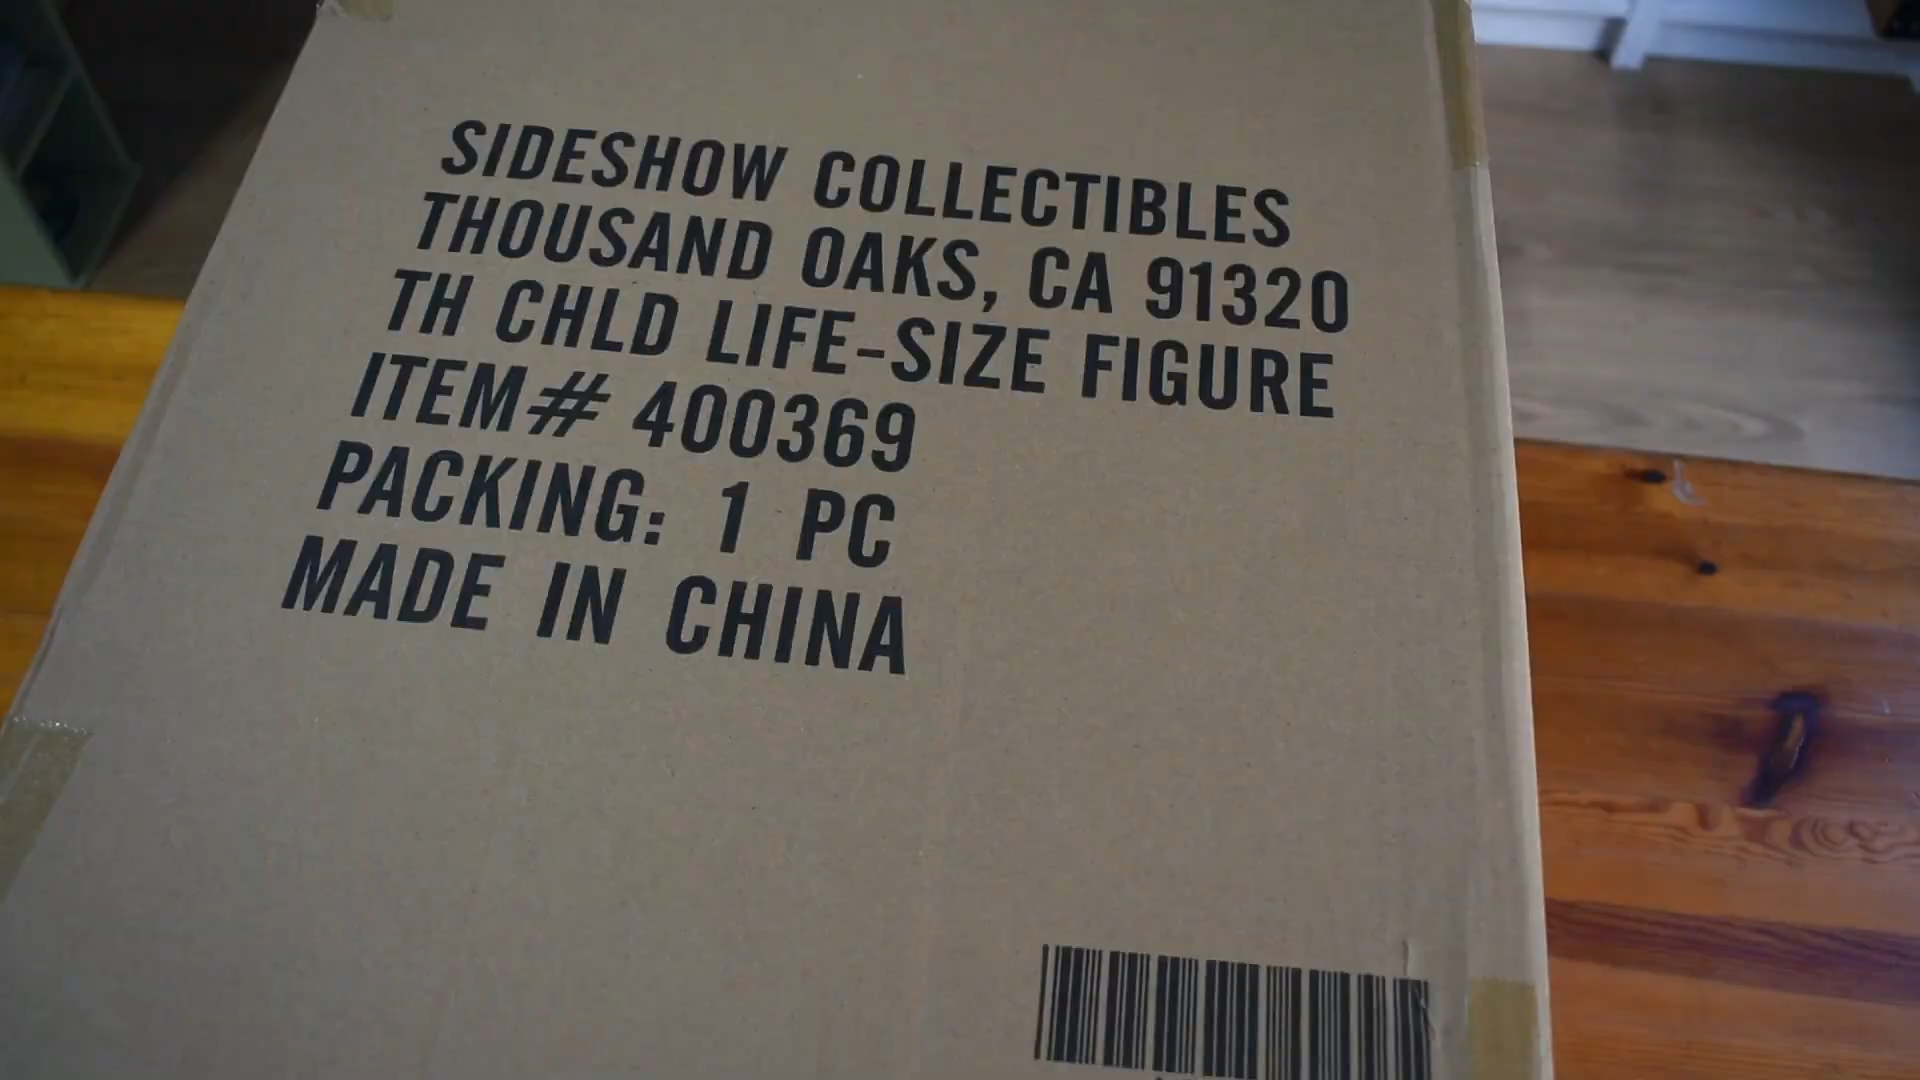 SIDESHOW COLLECTIBLES
THOUSAND OAKS, CA 91320
TH CHLD LIFE-SIZE FIGURE
ITEM# 400369
PACKING: 1 PC
MADE IN CHINA